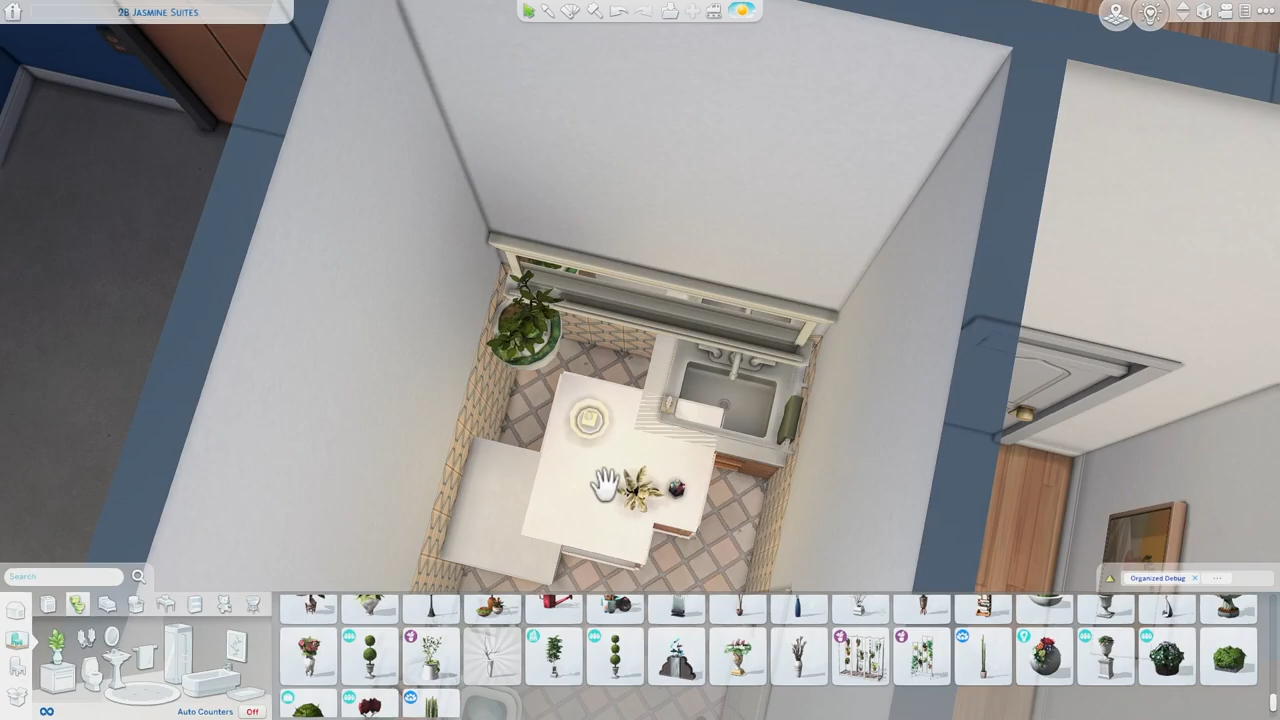 2B Jasmine Suites
Search
Organized Debug
Auto Counters Off